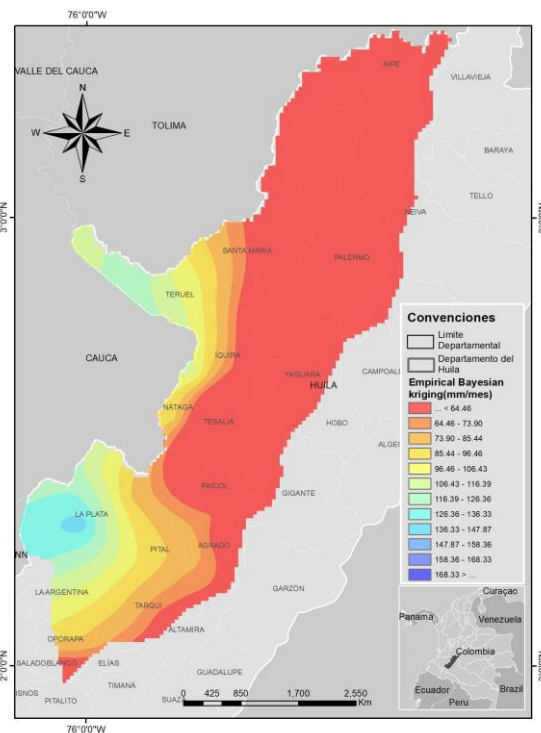 76°0'0"W
VALLE DEL CAUCA
N
W E
S
TOLIMA
AIPE
VILLAVIEJA
BARAYA
TELLO
3°0'0"N
NEIVA
SANTA MARÍA
PALERMO
TERUEL
CAUCA
IQUIRA
YAGUARÁ
HUILA
CAMPOAL
NÁTAGA
TESALIA
HOBO
ALGEC
PAICOL
GIGANTE
LA PLATA
NN
PITAL
AGRADO
GARZÓN
LA ARGENTINA
TARQUI
ALTAMIRA
OPORAPA
SALADOBLANCO
ELÍAS
2°0'0"N
GUADALUPE
ISNOS
TIMANÁ
PITALITO
SUAZ
Convenciones
Limite
Departamental
Departamento del
Huila
Empirical Bayesian
kriging(mm/mes)
... < 64.46
64.46 - 73.90
73.90 - 85.44
85.44 - 96.46
96.46 - 106.43
106.43 - 116.39
116.39 - 126.36
126.36 - 136.33
136.33 - 147.87
147.87 - 158.36
158.36 - 168.33
168.33 > ...
Curaçao
Panama
Venezuela
Colombia
Ecuador
Brazil
Peru
0 425 850 1,700 2,550
Km
76°0'0"W